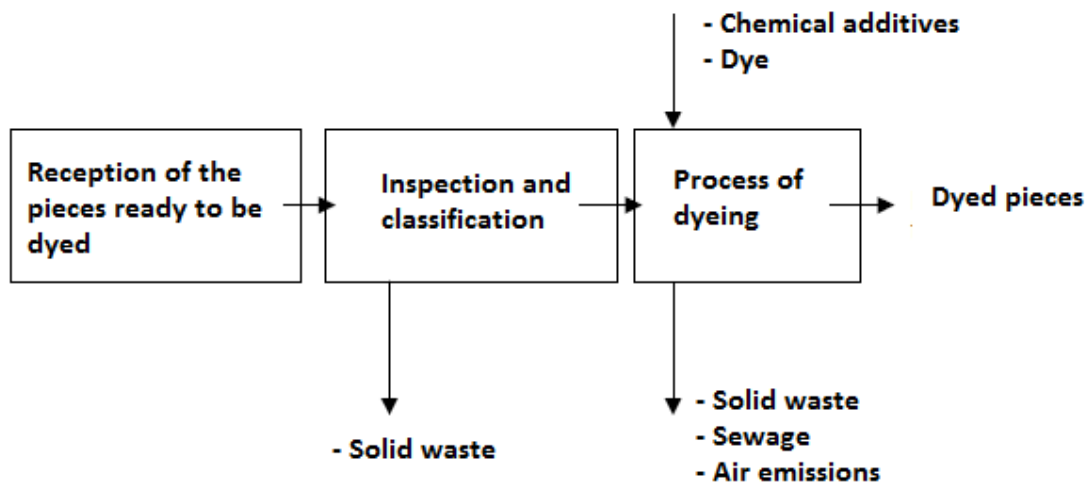 - Chemical additives
- Dye
Reception of the
pieces ready to be
dyed
Inspection and
classification
Process of
dyeing
Dyed pieces
- Solid waste
- Solid waste
- Sewage
- Air emissions